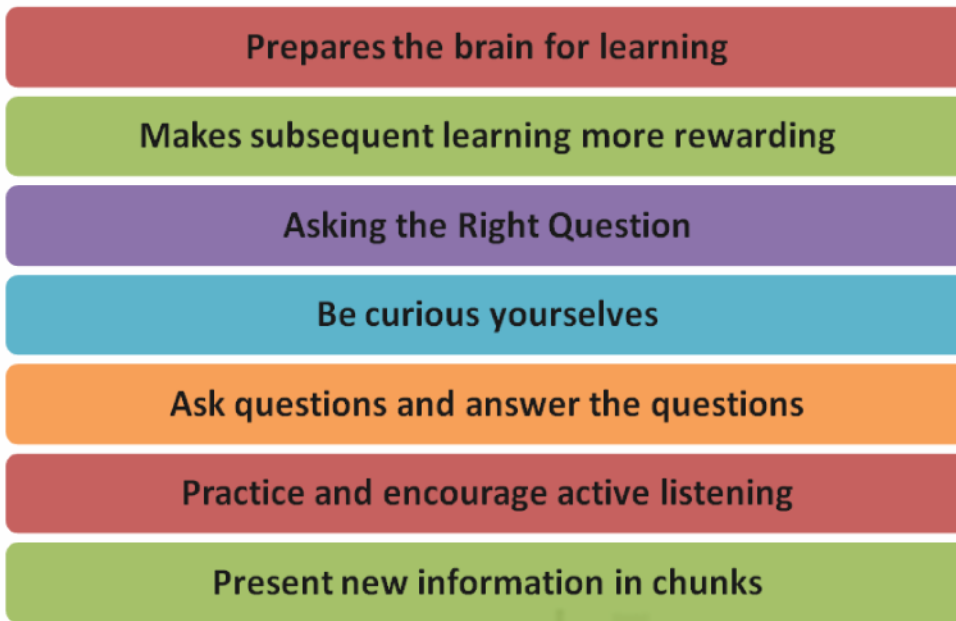 Prepares the brain for learning
Makes subsequent learning more rewarding
Asking the Right Question
Be curious yourselves
Ask questions and answer the questions
Practice and encourage active listening
Present new information in chunks